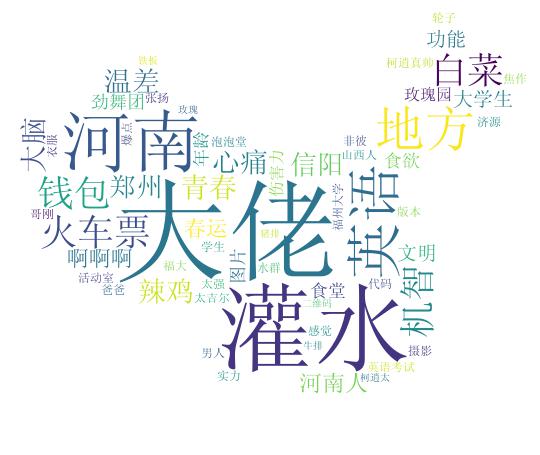 轮子
功能
铁板
柯逍真帅
白菜
焦作
温差
玫瑰园
大学生
劲舞团
张扬
玫瑰
地方
济源
大脑
衣服
河南
爆点
年龄
泡泡堂
非彼
山西人
心痛
伤害力
信阳
食欲
钱包
郑州
青春
大佬
英语
福州大学
版本
哥刚
火车票
春运
学生
猪排
啊啊啊
福大
图片
水群
文明
活动室
爸爸
辣鸡
太强
太吉尔
食堂
代码
机智
二维码
灌水
感觉
男人
牛排
摄影
实力
河南人
英语考试
柯逍太